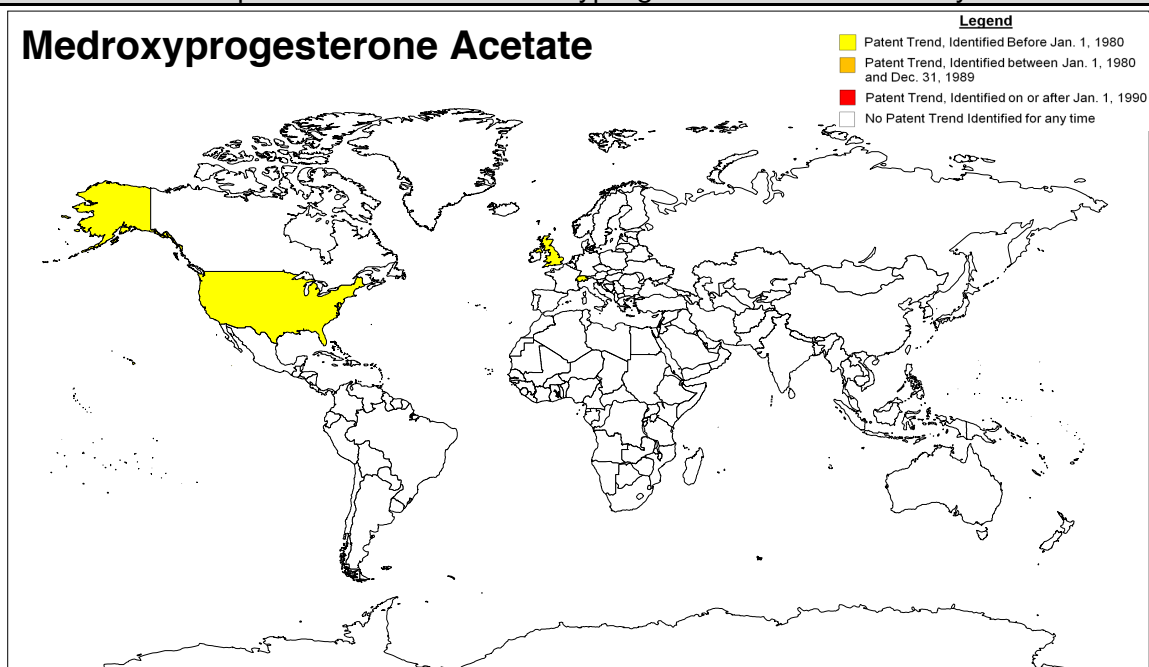 Medroxyprogesterone Acetate
Legend
Patent Trend, Identified Before Jan. 1, 1980
Patent Trend, Identified between Jan. 1, 1980
and Dec. 31, 1989
Patent Trend, Identified on or after Jan. 1, 1990
No Patent Trend Identified for any time